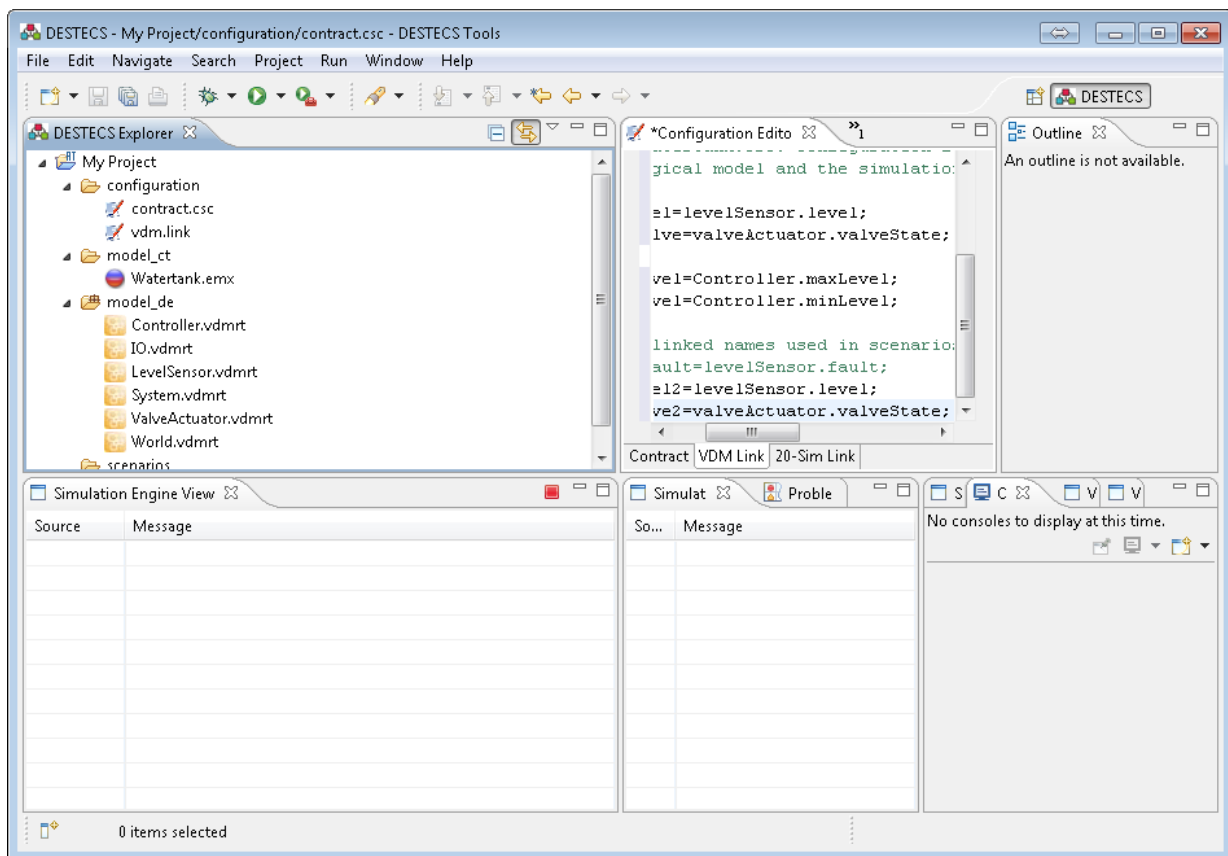 DESTECS - My Project/configuration/contract.csc - DESTECS Tools
File Edit Navigate Search Project Run Window Help
DESTECS
DESTECS Explorer
My Project
configuration
contract.csc
vdm.link
model_ct
Watertank.emx
model_de
Controller.vdmrt
IO.vdmrt
LevelSensor.vdmrt
System.vdmrt
ValveActuator.vdmrt
World.vdmrt
scenarios
*Configuration Edito
»1
gical model and the simulatio
el=levelSensor.level;
lve=valveActuator.valveState;
vel=Controller.maxLevel;
vel=Controller.minLevel;
linked names used in scenario
ault=levelSensor.fault;
el2=levelSensor.level;
ve2=valveActuator.valveState;
Contract VDM Link 20-Sim Link
Outline
An outline is not available.
Simulation Engine View
Source Message
Simulat Proble
So... Message
S C V V
No consoles to display at this time.
0 items selected